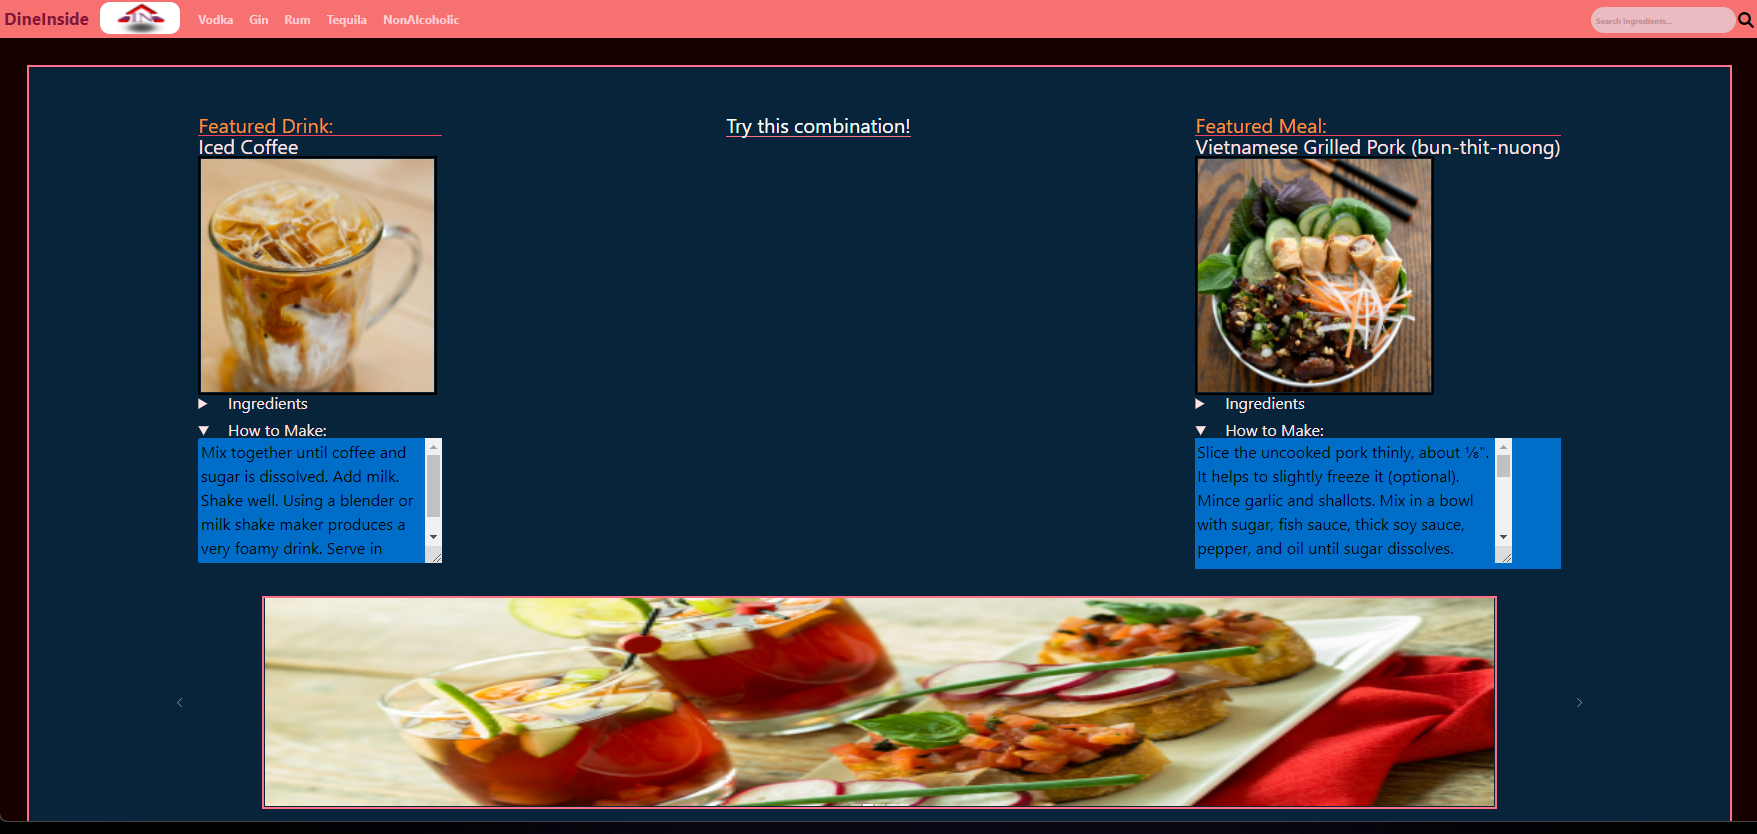 DineInside
IN
Vodka Gin Rum Tequila NonAlcoholic
Search Ingredients...
Featured Drink:
Iced Coffee
Ingredients
How to Make:
Mix together until coffee and
sugar is dissolved. Add milk.
Shake well. Using a blender or
milk shake maker produces a
very foamy drink. Serve in
Try this combination!
Featured Meal:
Vietnamese Grilled Pork (bun-thit-nuong)
Ingredients
How to Make:
Slice the uncooked pork thinly, about ⅛".
It helps to slightly freeze it (optional).
Mince garlic and shallots. Mix in a bowl
with sugar, fish sauce, thick soy sauce,
pepper, and oil until sugar dissolves.